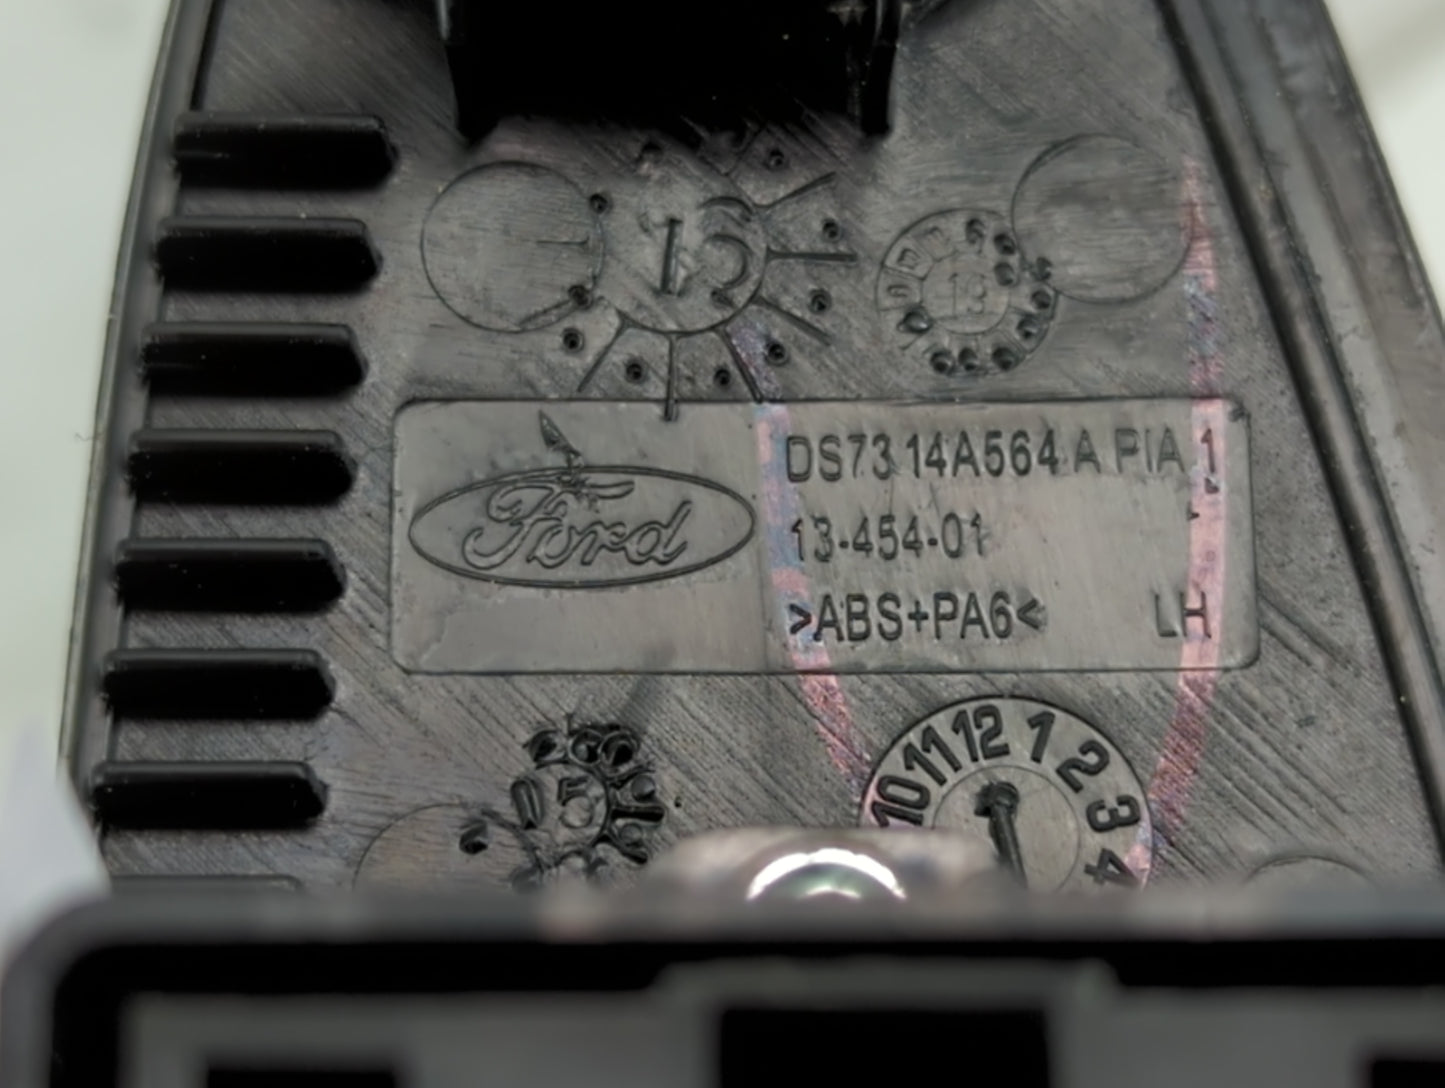 16
13
Ford
DS73 14A564 A PIA 1
13-454-01
>ABS+PA6<
LH
10 11 12 1 2 3 4